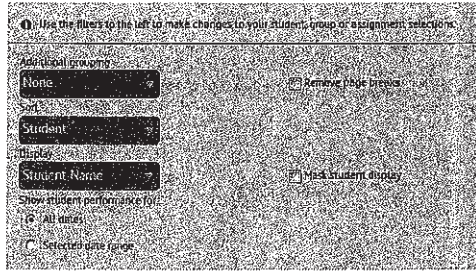 Use the filters to the left to make changes to your student, group or assignment selections.
Additional grouping
None
Remove page breaks
Sort
Student
Display
Student Name
Mask student display
Show student performance for
All dates
Selected date range